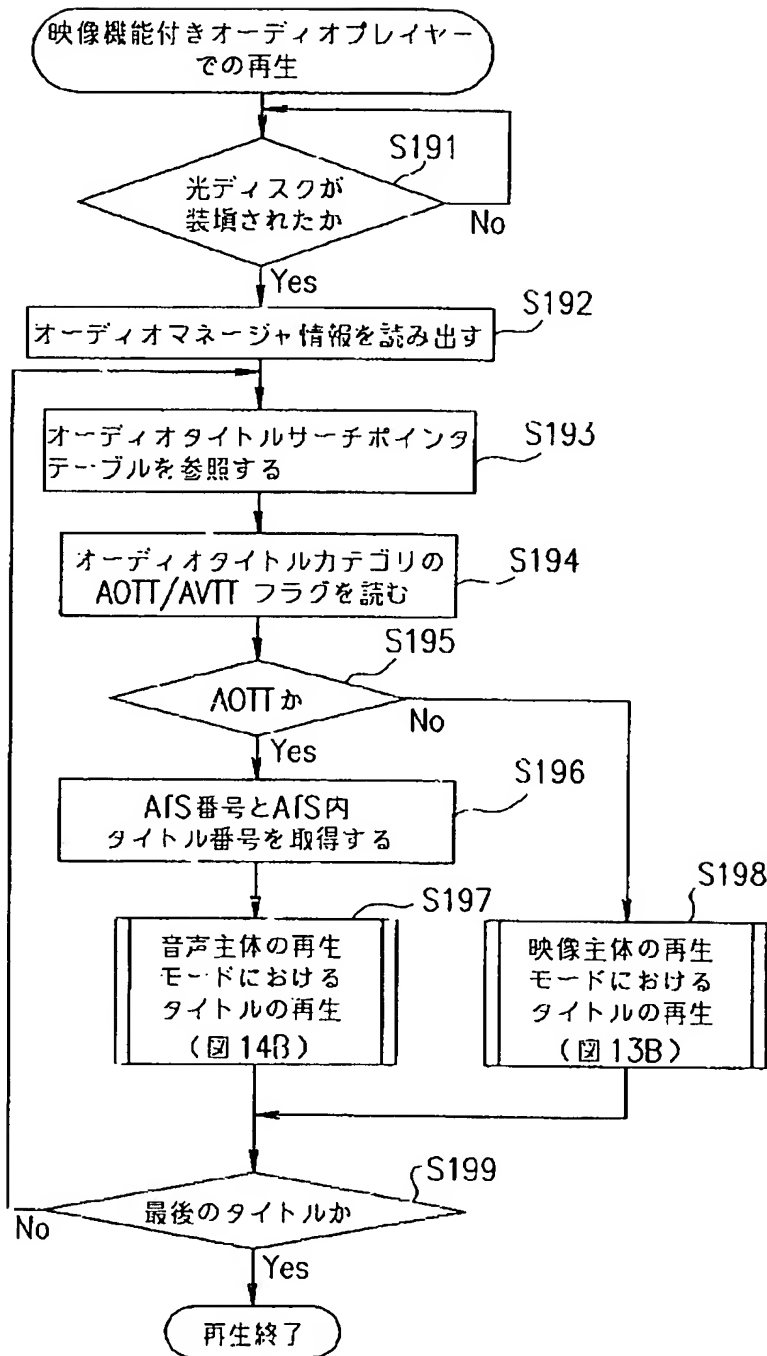 映像機能付きオーディオプレイヤー
での再生
S191
光ディスクが
装填されたか
No
Yes
S192
オーディオマネージャ情報を読み出す
S193
オーディオタイトルサーチポインタ
テーブルを参照する
S194
オーディオタイトルカテゴリの
AOTT/AVTT フラグを読む
S195
AOTTか
No
Yes
S196
ATS番号とATS内
タイトル番号を取得する
S197
音声主体の再生
モードにおける
タイトルの再生
(図14B)
S198
映像主体の再生
モードにおける
タイトルの再生
(図13B)
S199
最後のタイトルか
No
Yes
再生終了